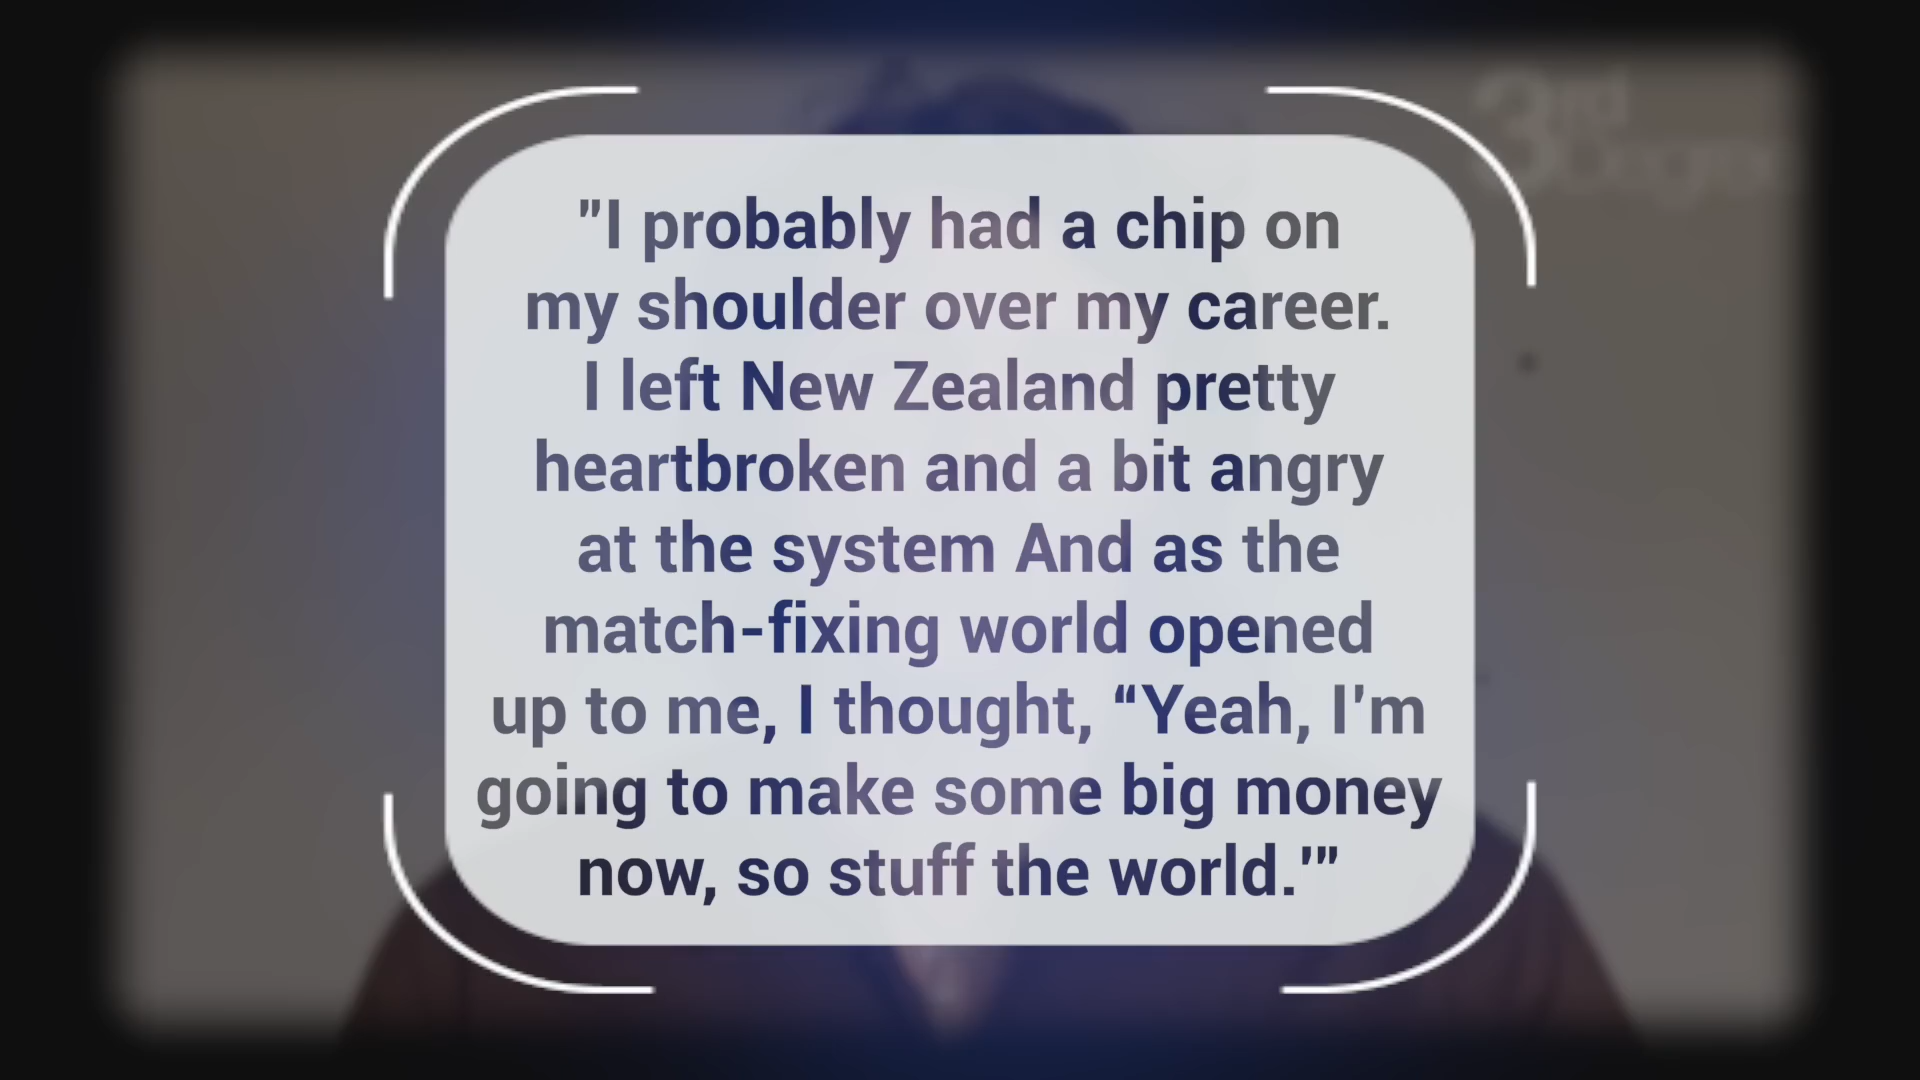 3rd
Degree
"I probably had a chip on
my shoulder over my career.
I left New Zealand pretty
heartbroken and a bit angry
at the system And as the
match-fixing world opened
up to me, I thought, “Yeah, I’m
going to make some big money
now, so stuff the world.'"